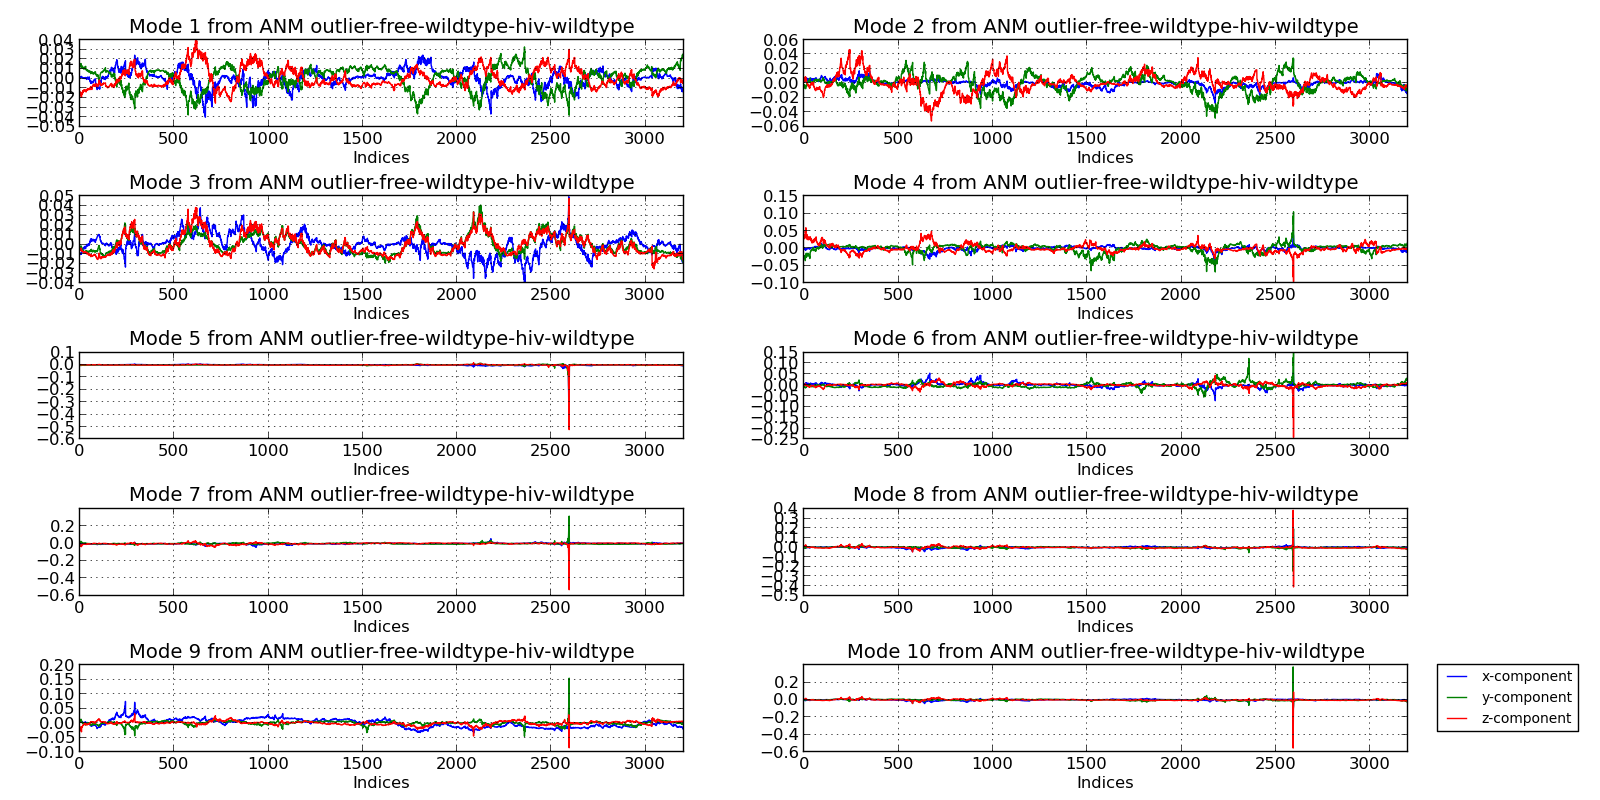 Mode 1 from ANM outlier-free-wildtype-hiv-wildtype
0.04
0.03
0.02
0.01
0.00
−0.01
−0.02
−0.03
−0.04
−0.05
0 500 1000 1500 2000 2500 3000
Indices
Mode 2 from ANM outlier-free-wildtype-hiv-wildtype
0.06
0.04
0.02
0.00
−0.02
−0.04
−0.06
0 500 1000 1500 2000 2500 3000
Indices
Mode 3 from ANM outlier-free-wildtype-hiv-wildtype
0.05
0.04
0.03
0.02
0.01
0.00
−0.01
−0.02
−0.03
−0.04
0 500 1000 1500 2000 2500 3000
Indices
Mode 4 from ANM outlier-free-wildtype-hiv-wildtype
0.15
0.10
0.05
0.00
−0.05
−0.10
0 500 1000 1500 2000 2500 3000
Indices
Mode 5 from ANM outlier-free-wildtype-hiv-wildtype
0.1
0.0
−0.1
−0.2
−0.3
−0.4
−0.5
−0.6
0 500 1000 1500 2000 2500 3000
Indices
Mode 6 from ANM outlier-free-wildtype-hiv-wildtype
0.15
0.10
0.05
0.00
−0.05
−0.10
−0.15
−0.20
−0.25
0 500 1000 1500 2000 2500 3000
Indices
Mode 7 from ANM outlier-free-wildtype-hiv-wildtype
0.2
0.0
−0.2
−0.4
−0.6
0 500 1000 1500 2000 2500 3000
Indices
Mode 8 from ANM outlier-free-wildtype-hiv-wildtype
0.4
0.3
0.2
0.1
0.0
−0.1
−0.2
−0.3
−0.4
−0.5
0 500 1000 1500 2000 2500 3000
Indices
Mode 9 from ANM outlier-free-wildtype-hiv-wildtype
0.20
0.15
0.10
0.05
0.00
−0.05
−0.10
0 500 1000 1500 2000 2500 3000
Indices
Mode 10 from ANM outlier-free-wildtype-hiv-wildtype
0.2
0.0
−0.2
−0.4
−0.6
0 500 1000 1500 2000 2500 3000
Indices
x-component
y-component
z-component